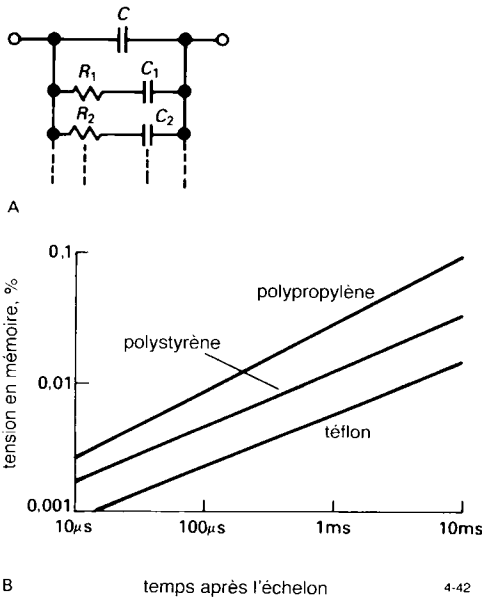 C
R₁ C₁
R₂ C₂
A
0,1
0.01
0.001
tension en mémoire, %
polypropylène
polystyrène
téflon
10μs 100μs 1ms 10ms
B temps après l'échelon 4-42